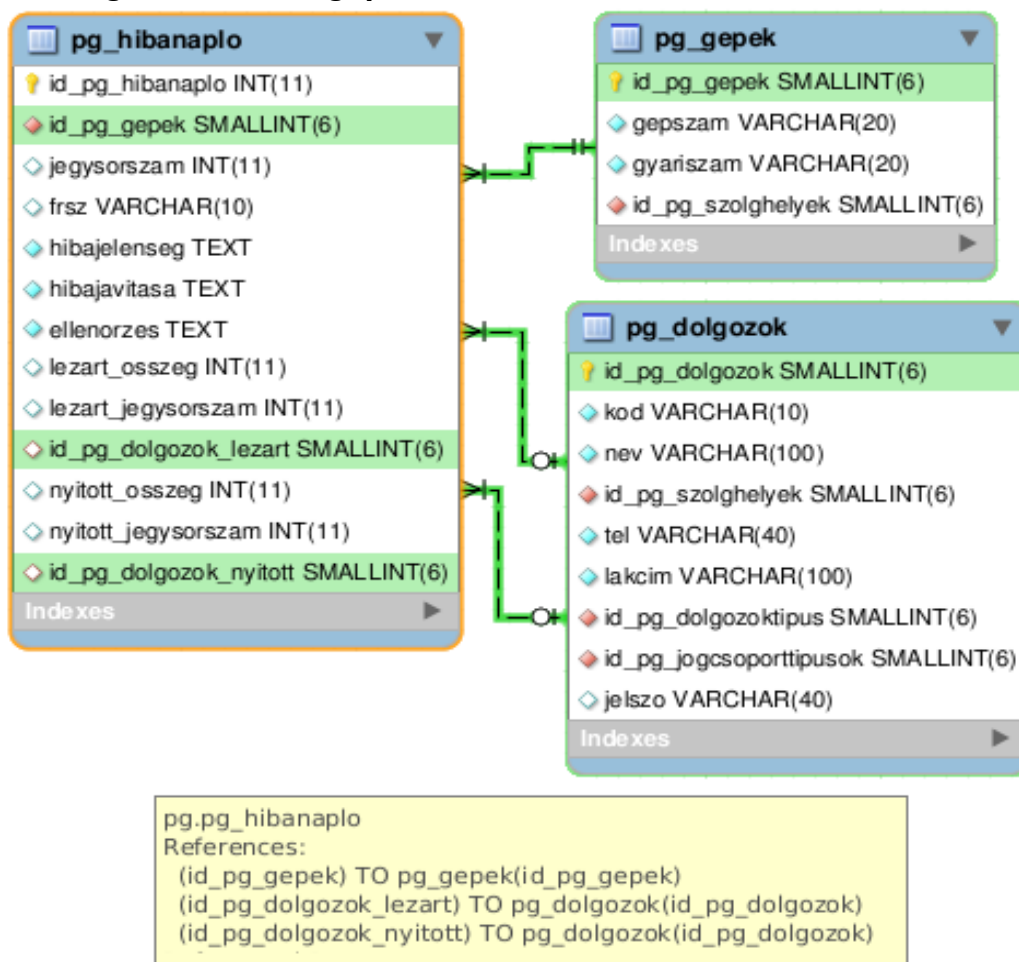 pg_hibanaplo
id_pg_hibanaplo INT(11)
id_pg_gepek SMALLINT(6)
jegysorszam INT(11)
frsz VARCHAR(10)
hibajelenseg TEXT
hibajavitasa TEXT
ellenorzes TEXT
lezart_osszeg INT(11)
lezart_jegysorszam INT(11)
id_pg_dolgozok_lezart SMALLINT(6)
nyitott_osszeg INT(11)
nyitott_jegysorszam INT(11)
id_pg_dolgozok_nyitott SMALLINT(6)
Indexes
pg_gepek
id_pg_gepek SMALLINT(6)
gepszam VARCHAR(20)
gyariszam VARCHAR(20)
id_pg_szolghelyek SMALLINT(6)
Indexes
pg_dolgozok
id_pg_dolgozok SMALLINT(6)
kod VARCHAR(10)
nev VARCHAR(100)
id_pg_szolghelyek SMALLINT(6)
tel VARCHAR(40)
lakcim VARCHAR(100)
id_pg_dolgozoktipus SMALLINT(6)
id_pg_jogcsoporttipusok SMALLINT(6)
jelszo VARCHAR(40)
Indexes
pg.pg_hibanaplo
References:
(id_pg_gepek) TO pg_gepek(id_pg_gepek)
(id_pg_dolgozok_lezart) TO pg_dolgozok(id_pg_dolgozok)
(id_pg_dolgozok_nyitott) TO pg_dolgozok(id_pg_dolgozok)